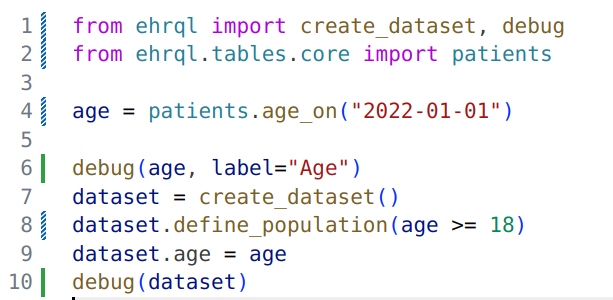 1 from ehrql import create_dataset, debug
2 from ehrql.tables.core import patients
3
4 age = patients.age_on("2022-01-01")
5
6 debug(age, label="Age")
7 dataset = create_dataset()
8 dataset.define_population(age >= 18)
9 dataset.age = age
10 debug(dataset)